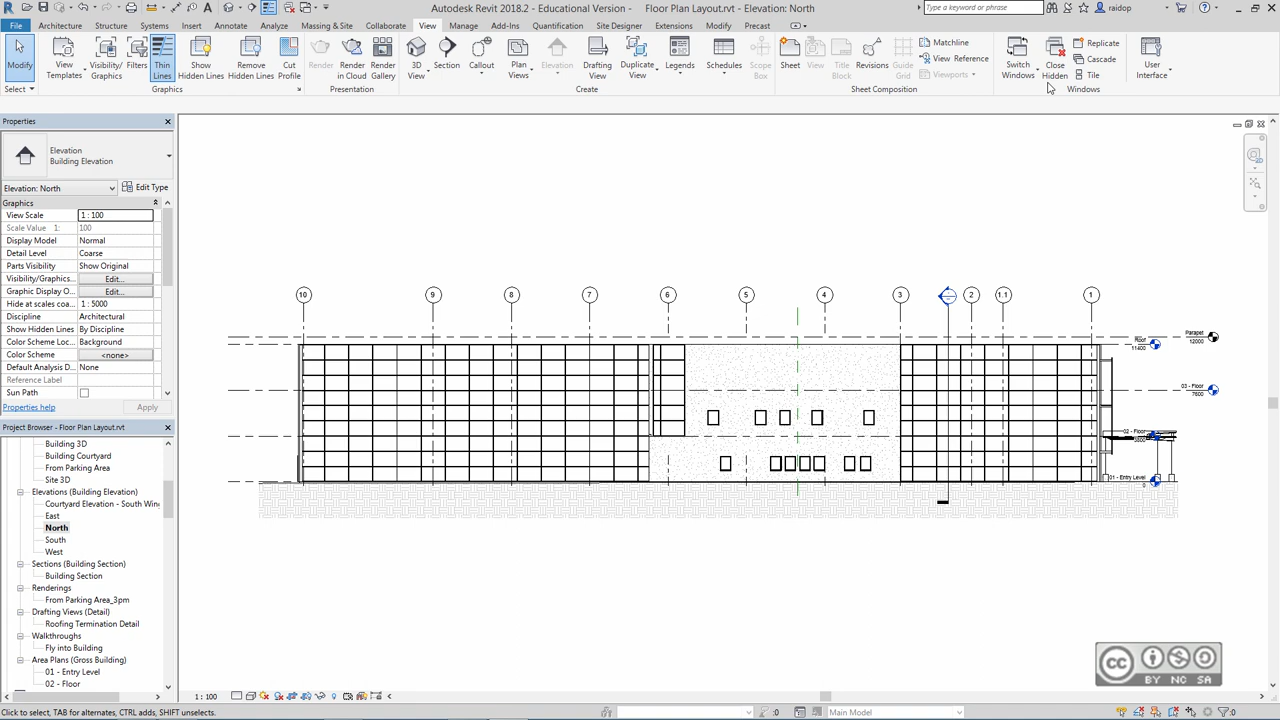 Autodesk Revit 2018.2 - Educational Version - Floor Plan Layout.rvt - Elevation: North
Type a keyword or phrase
raidop
File Architecture Structure Systems Insert Annotate Analyze Massing & Site Collaborate View Manage Add-Ins Quantification Site Designer Extensions Modify Precast
Modify
View Templates
Visibility/ Graphics
Filters
Thin Lines
Show Hidden Lines
Remove Hidden Lines
Cut Profile
Render
Render in Cloud
Render Gallery
3D View
Section
Callout
Plan Views
Elevation
Drafting View
Duplicate View
Legends
Schedules
Scope Box
Sheet
View
Title Block
Revisions
Guide Grid
Matchline
View Reference
Viewports
Switch Windows
Close Hidden
Replicate
Cascade
Tile
User Interface
Select Graphics Presentation Create Sheet Composition Windows
Properties
Elevation
Building Elevation
Elevation: North Edit Type
Graphics
View Scale 1 : 100
Scale Value 1: 100
Display Model Normal
Detail Level Coarse
Parts Visibility Show Original
Visibility/Graphics... Edit...
Graphic Display O... Edit...
Hide at scales coa... 1 : 5000
Discipline Architectural
Show Hidden Lines By Discipline
Color Scheme Loc... Background
Color Scheme <none>
Default Analysis D... None
Reference Label
Sun Path
Properties help Apply
Project Browser - Floor Plan Layout.rvt
Building 3D
Building Courtyard
From Parking Area
Site 3D
Elevations (Building Elevation)
Courtyard Elevation - South Win
East
North
South
West
Sections (Building Section)
Building Section
Renderings
From Parking Area_3pm
Drafting Views (Detail)
Roofing Termination Detail
Walkthroughs
Fly into Building
Area Plans (Gross Building)
01 - Entry Level
02 - Floor
10 9 8 7 6 5 4 3 2 1.1 1
Parapet
12000
Roof
11400
03 - Floor
7600
02 - Floor
3800
01 - Entry Level
0
cc
BY NC SA
1 : 100
Click to select, TAB for alternates, CTRL adds, SHIFT unselects.
:0
Main Model
:0